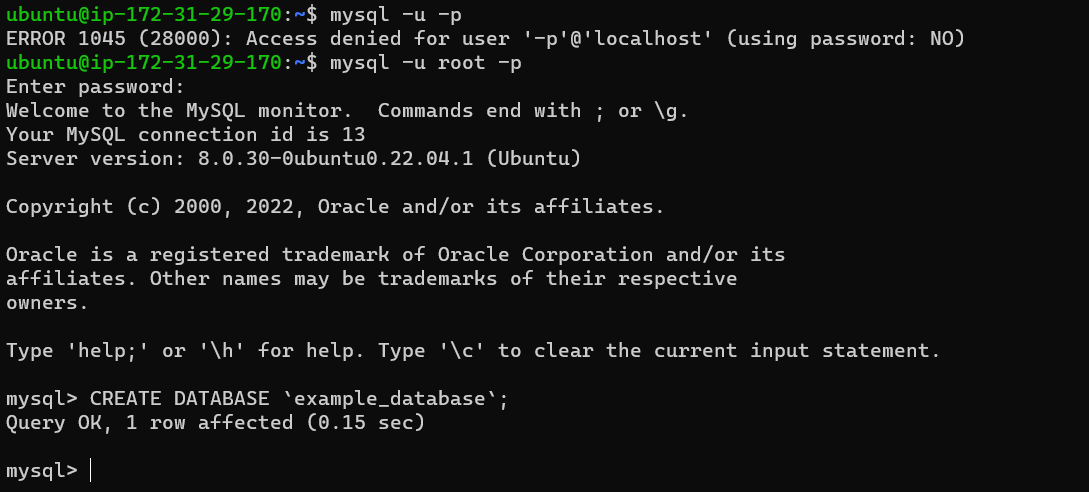 ubuntu@ip-172-31-29-170:~$ mysql -u -p
ERROR 1045 (28000): Access denied for user '-p'@'localhost' (using password: NO)
ubuntu@ip-172-31-29-170:~$ mysql -u root -p
Enter password:
Welcome to the MySQL monitor.  Commands end with ; or \g.
Your MySQL connection id is 13
Server version: 8.0.30-0ubuntu0.22.04.1 (Ubuntu)

Copyright (c) 2000, 2022, Oracle and/or its affiliates.

Oracle is a registered trademark of Oracle Corporation and/or its
affiliates. Other names may be trademarks of their respective
owners.

Type 'help;' or '\h' for help. Type '\c' to clear the current input statement.

mysql> CREATE DATABASE `example_database`;
Query OK, 1 row affected (0.15 sec)

mysql>